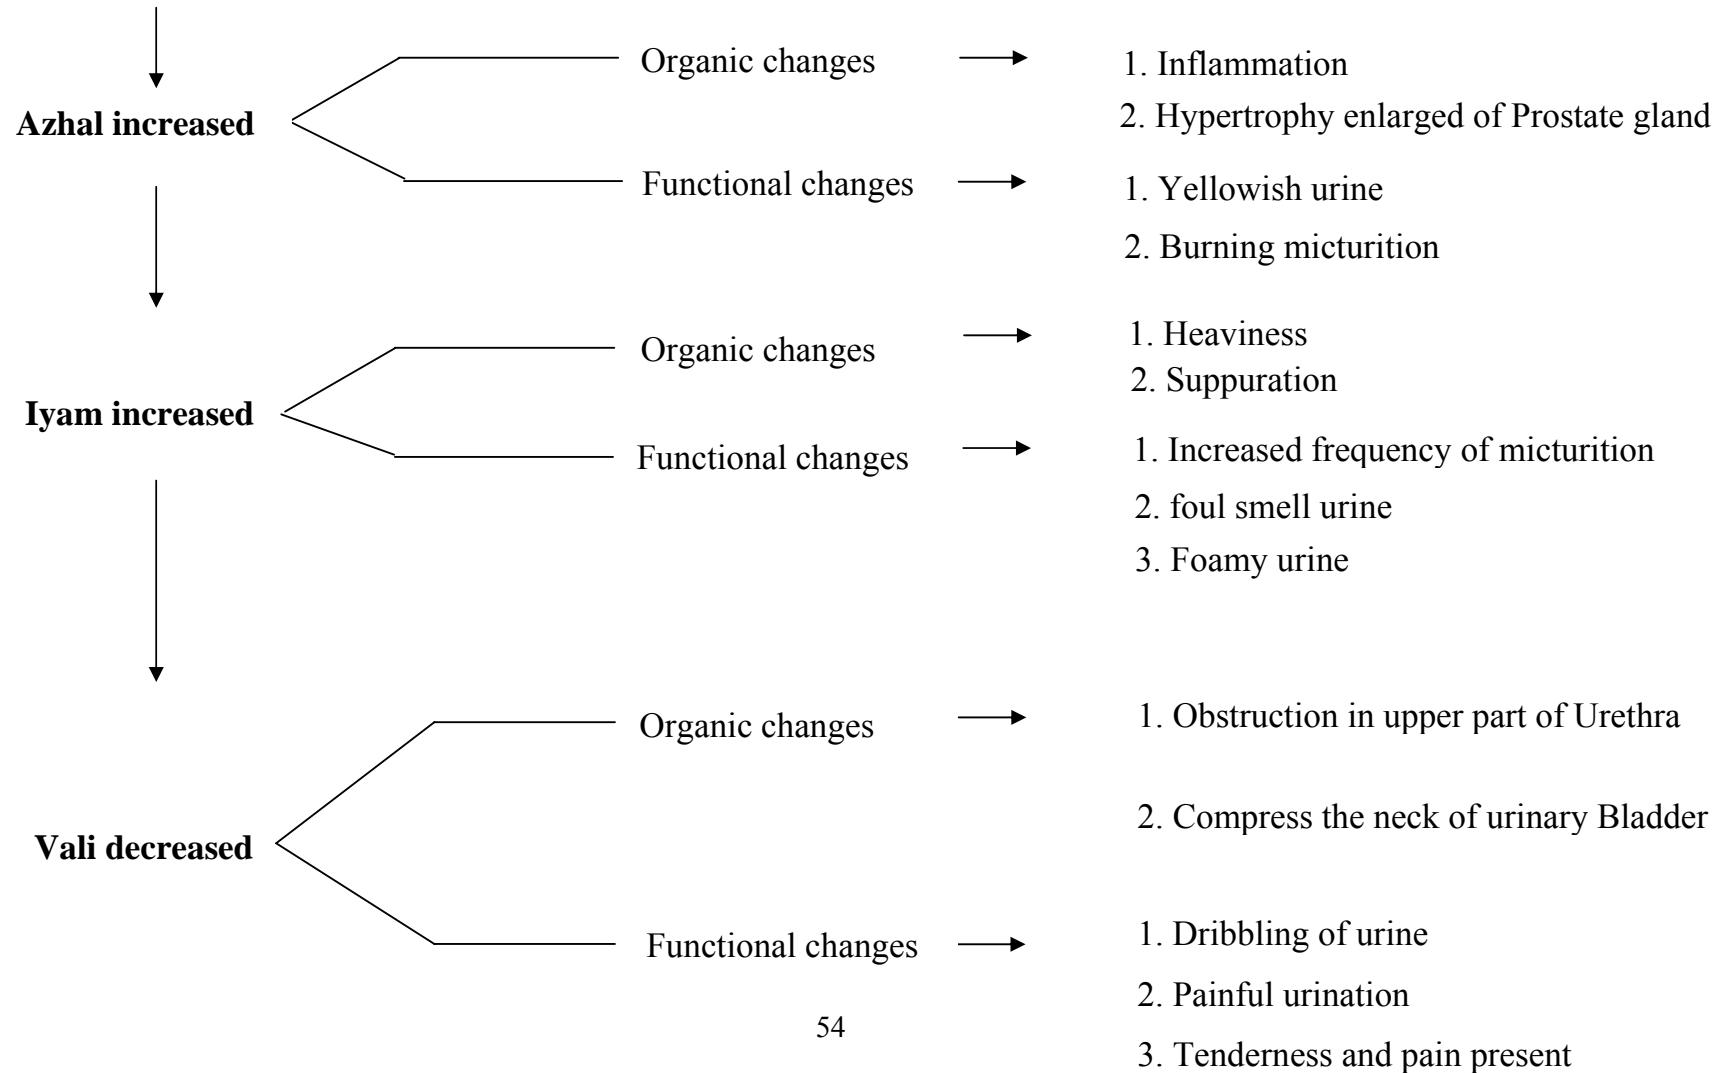 Azhal increased
Organic changes
1. Inflammation
2. Hypertrophy enlarged of Prostate gland
Functional changes
1. Yellowish urine
2. Burning micturition
Iyam increased
Organic changes
1. Heaviness
2. Suppuration
Functional changes
1. Increased frequency of micturition
2. foul smell urine
3. Foamy urine
Vali decreased
Organic changes
1. Obstruction in upper part of Urethra
2. Compress the neck of urinary Bladder
Functional changes
1. Dribbling of urine
2. Painful urination
3. Tenderness and pain present
54